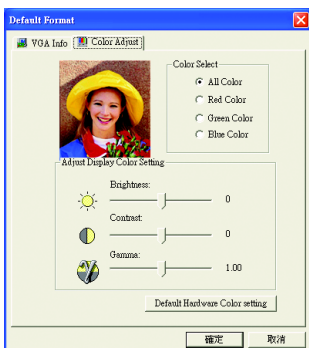 Default Format
VGA Info
Color Adjust
Color Select
All Color
Red Color
Green Color
Blue Color
Adjust Display Color Setting
Brightness:
0
Contrast:
0
Gamma:
1.00
Default Hardware Color setting
確定
取消